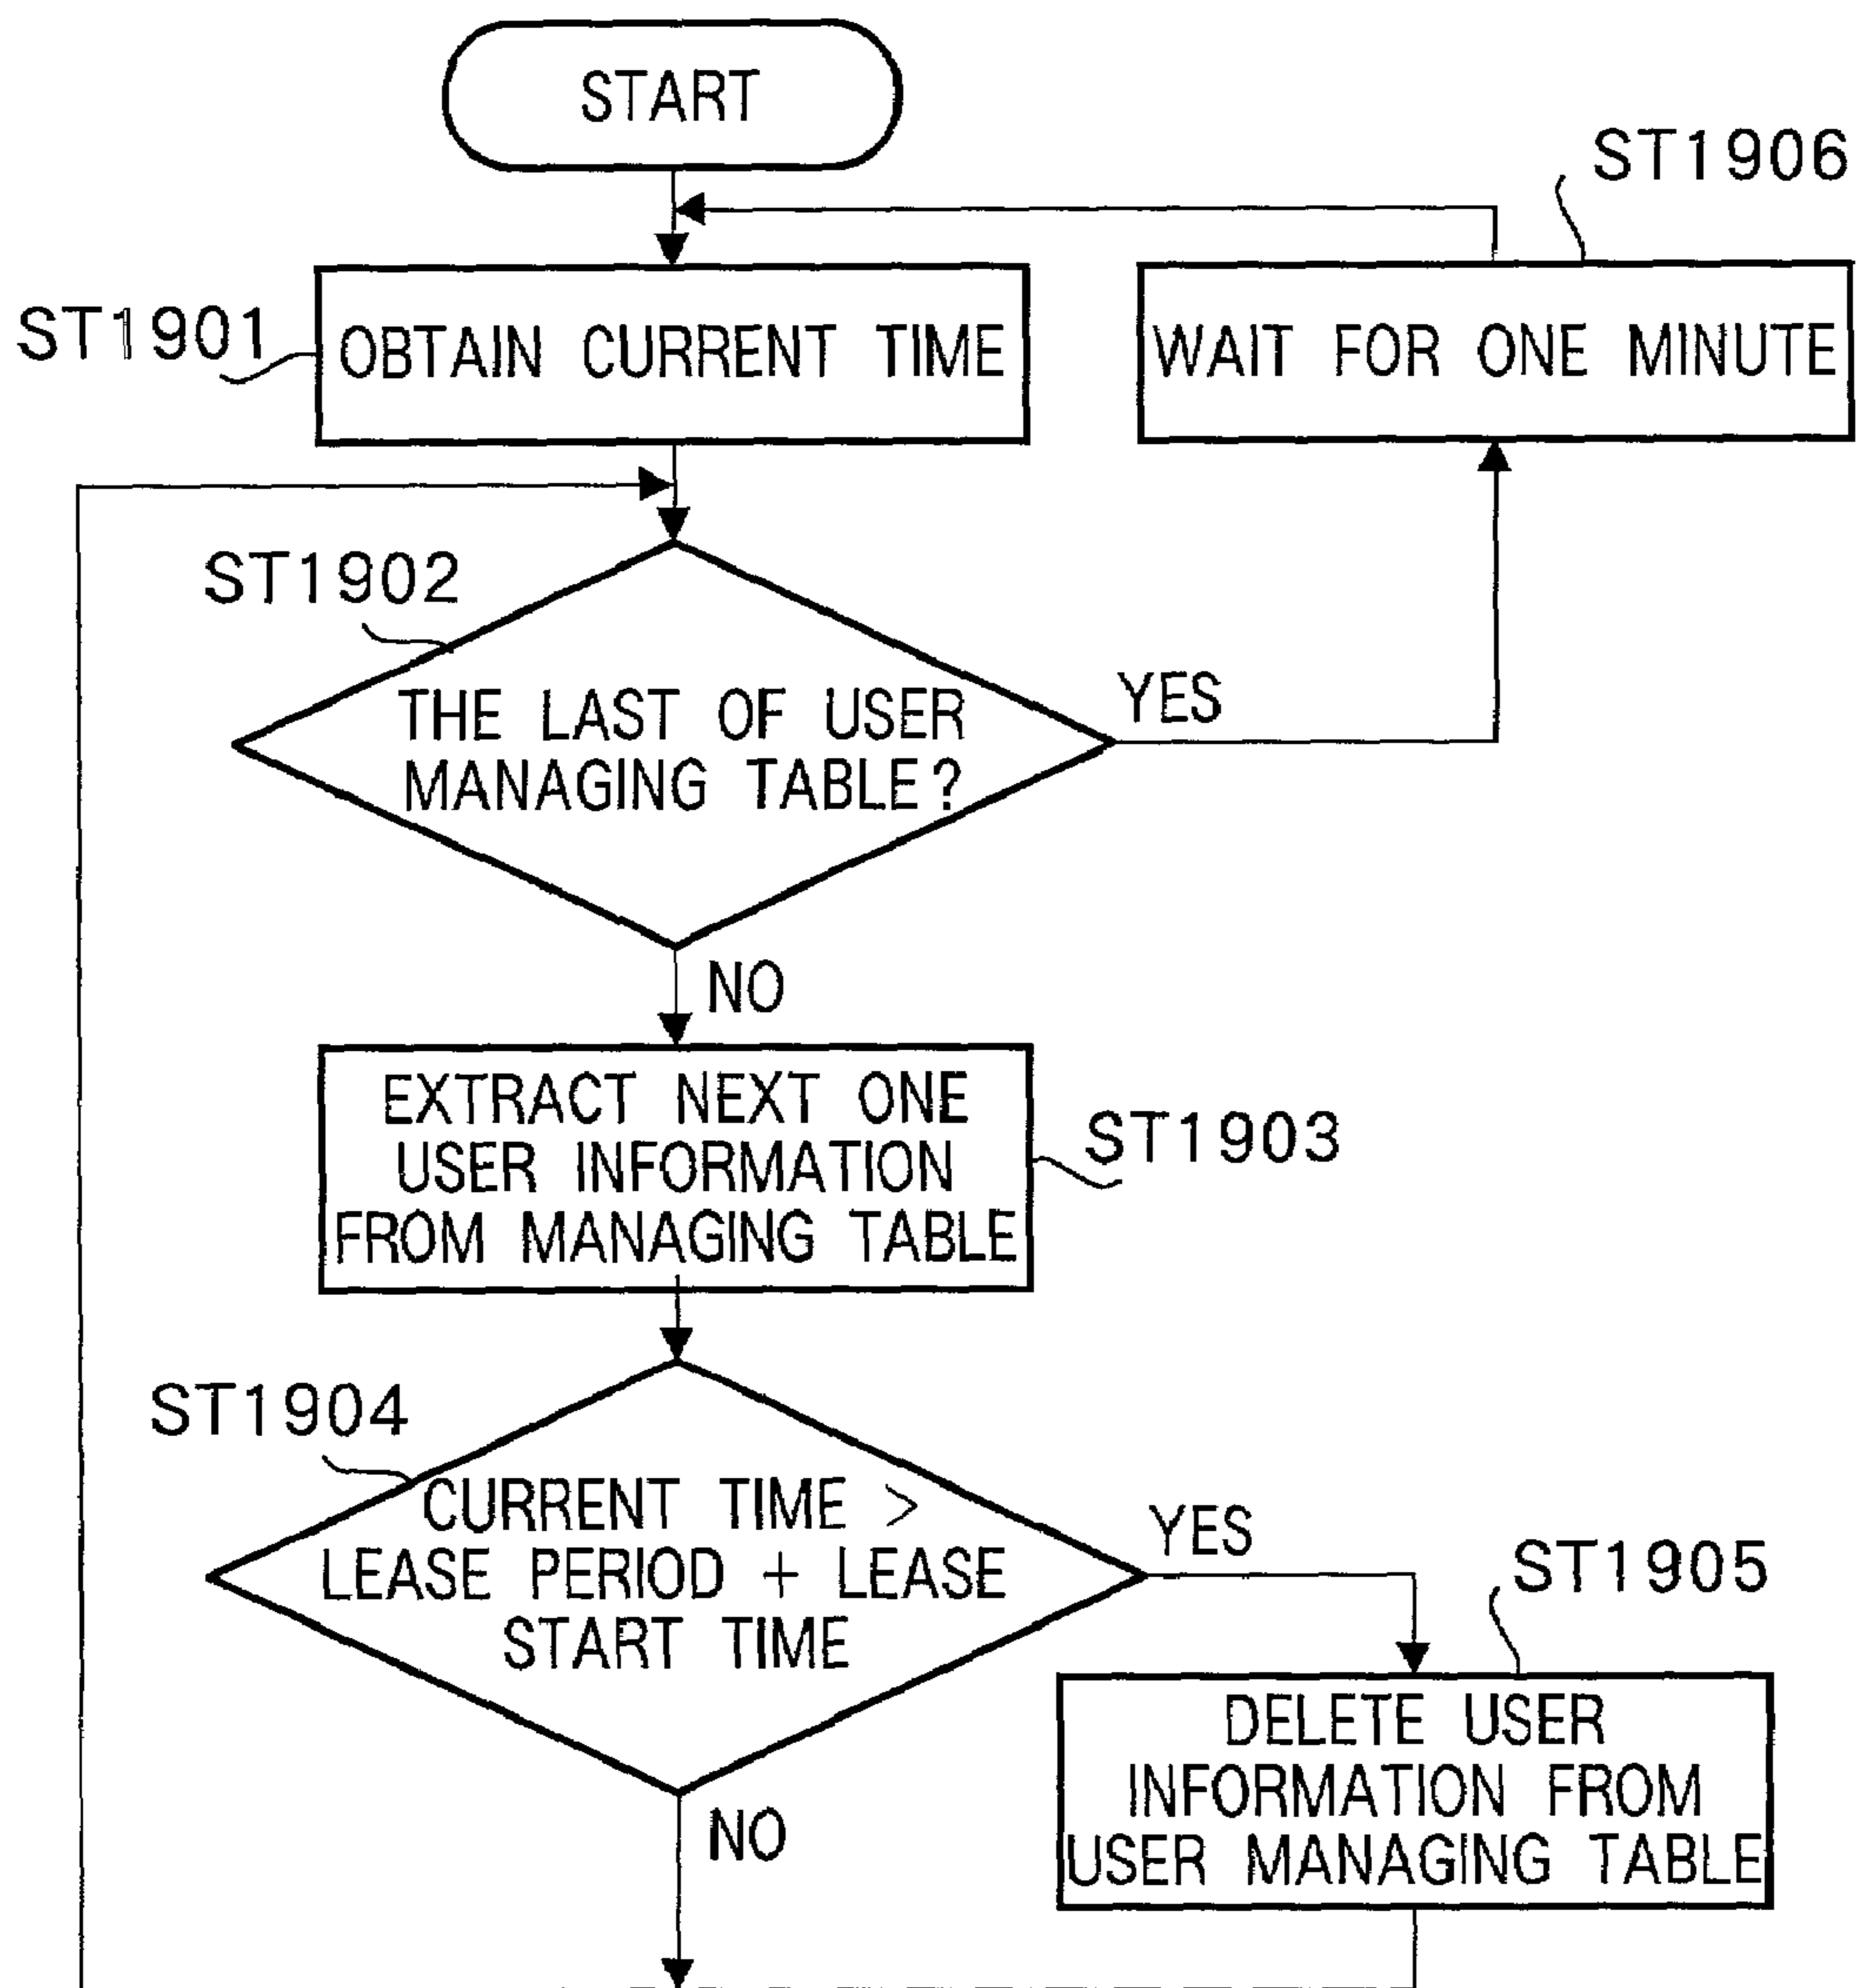 START
ST1906
ST1901
OBTAIN CURRENT TIME
WAIT FOR ONE MINUTE
ST1902
THE LAST OF USER
MANAGING TABLE?
YES
NO
EXTRACT NEXT ONE
USER INFORMATION
FROM MANAGING TABLE
ST1903
ST1904
CURRENT TIME >
LEASE PERIOD + LEASE
START TIME
YES
ST1905
DELETE USER
INFORMATION FROM
USER MANAGING TABLE
NO